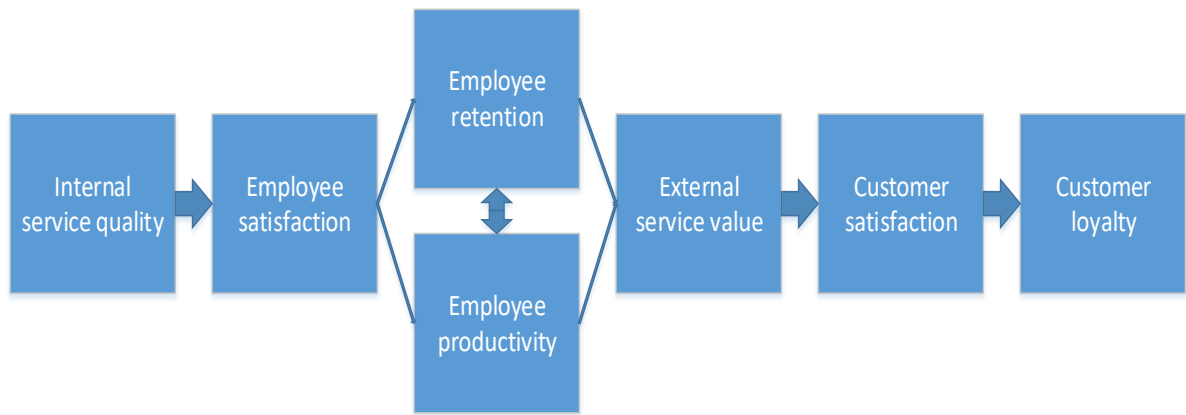 Internal
service quality
Employee
satisfaction
Employee
retention
Employee
productivity
External
service value
Customer
satisfaction
Customer
loyalty